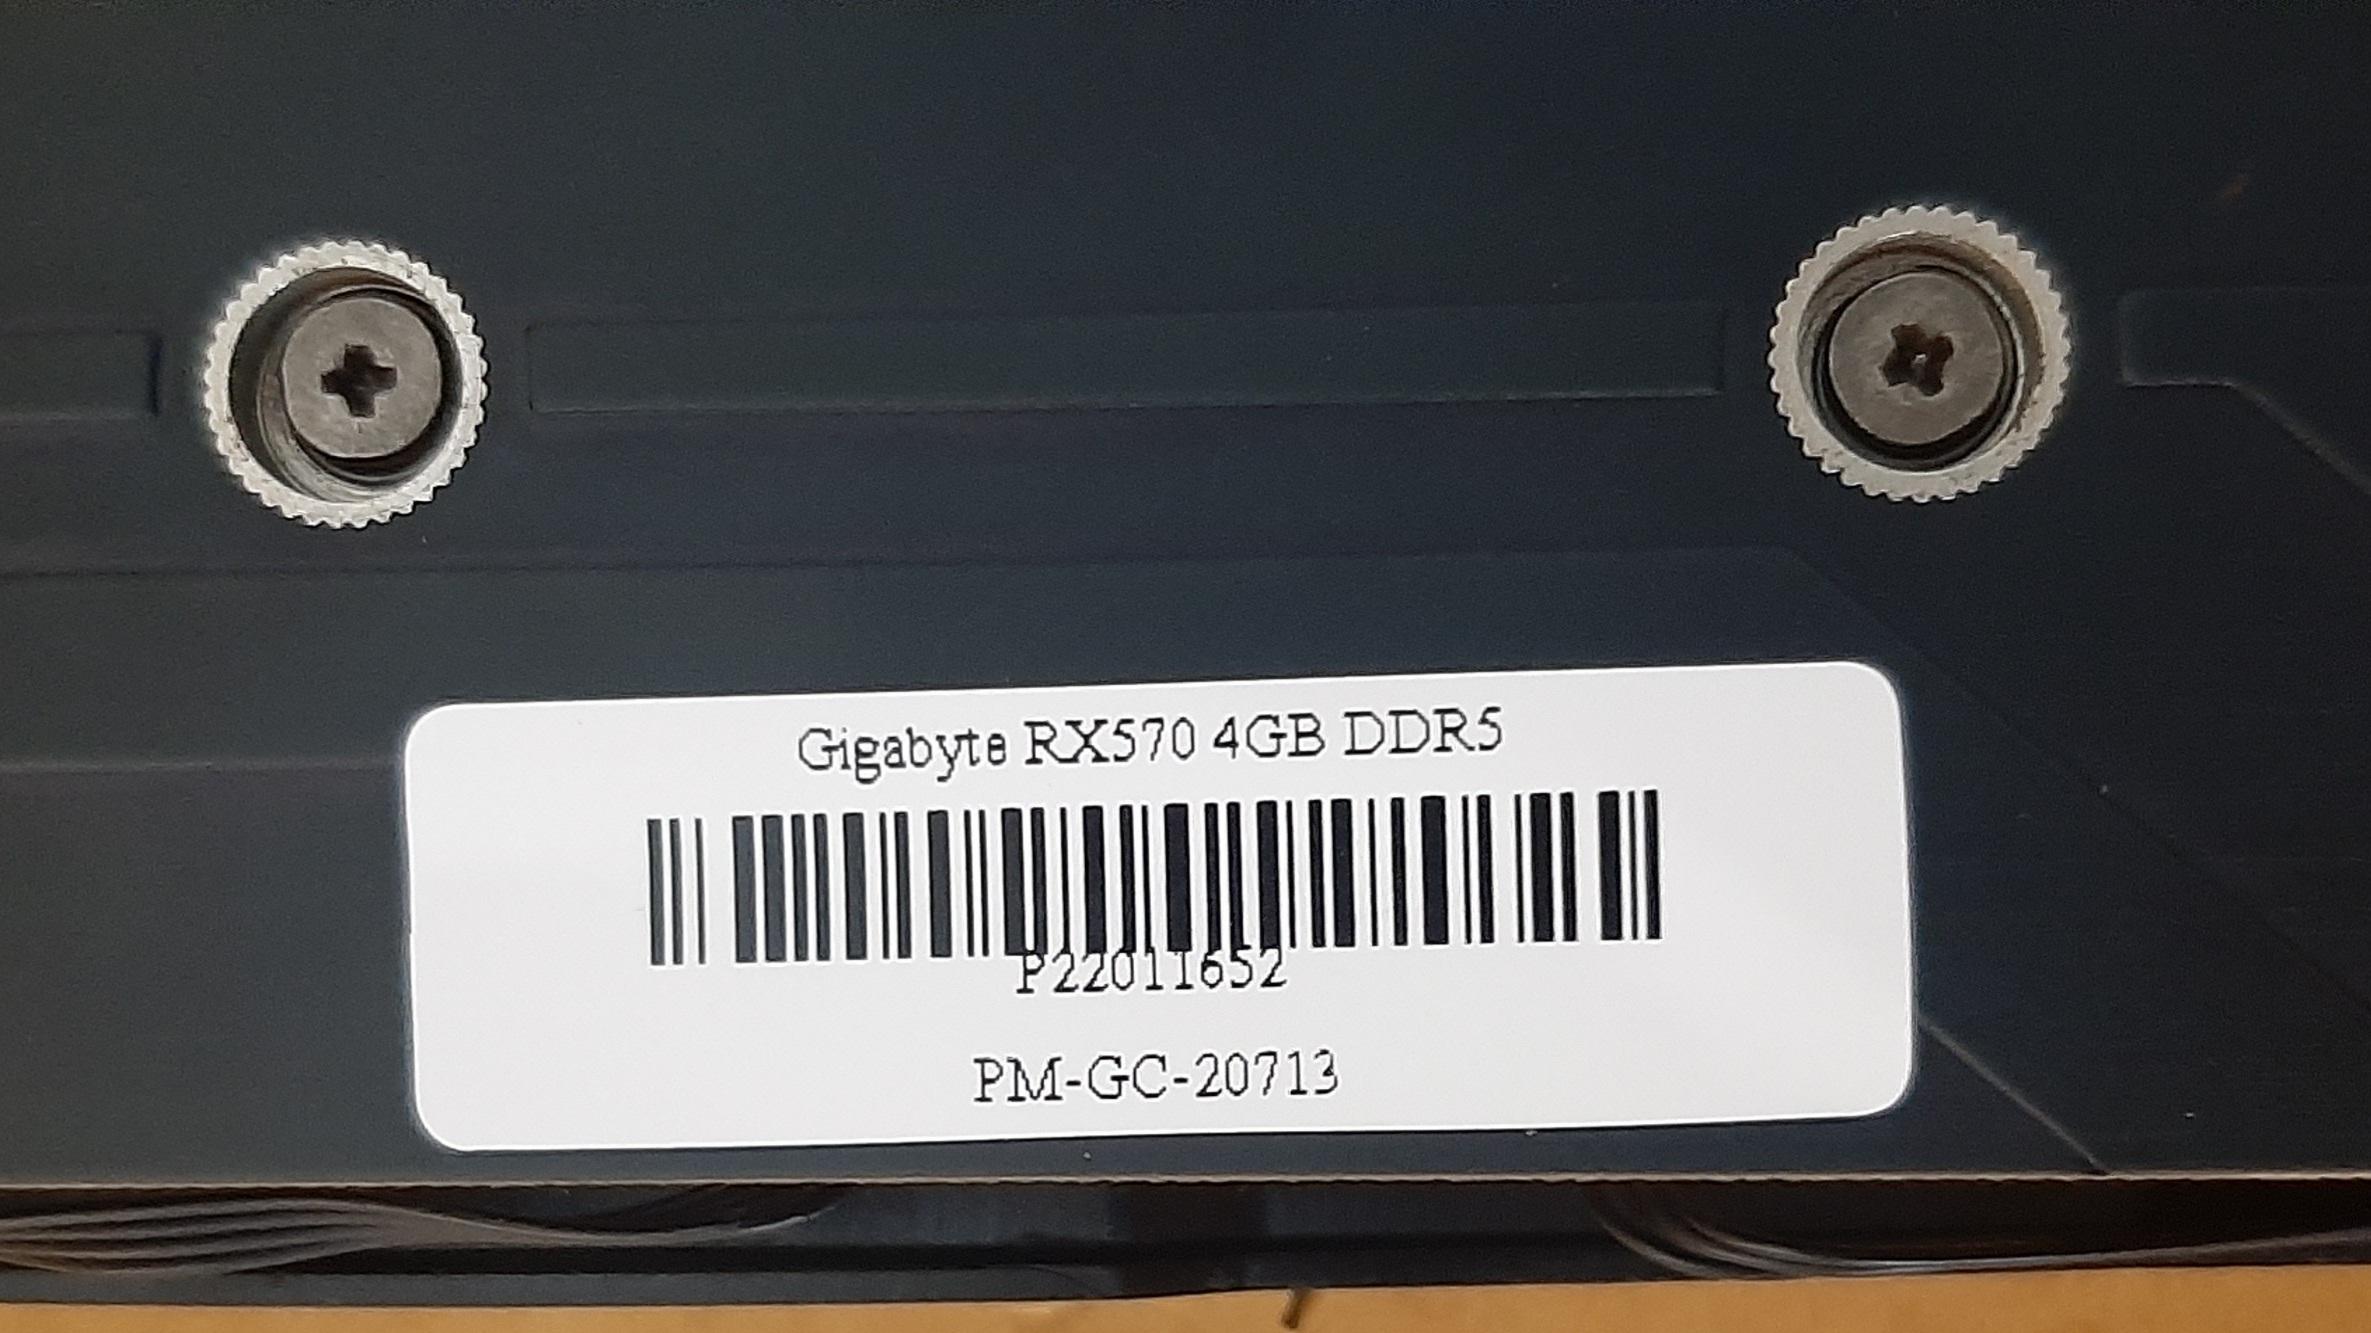 Gigabyte RX570 4GB DDR5
P22011652
PM-GC-20713